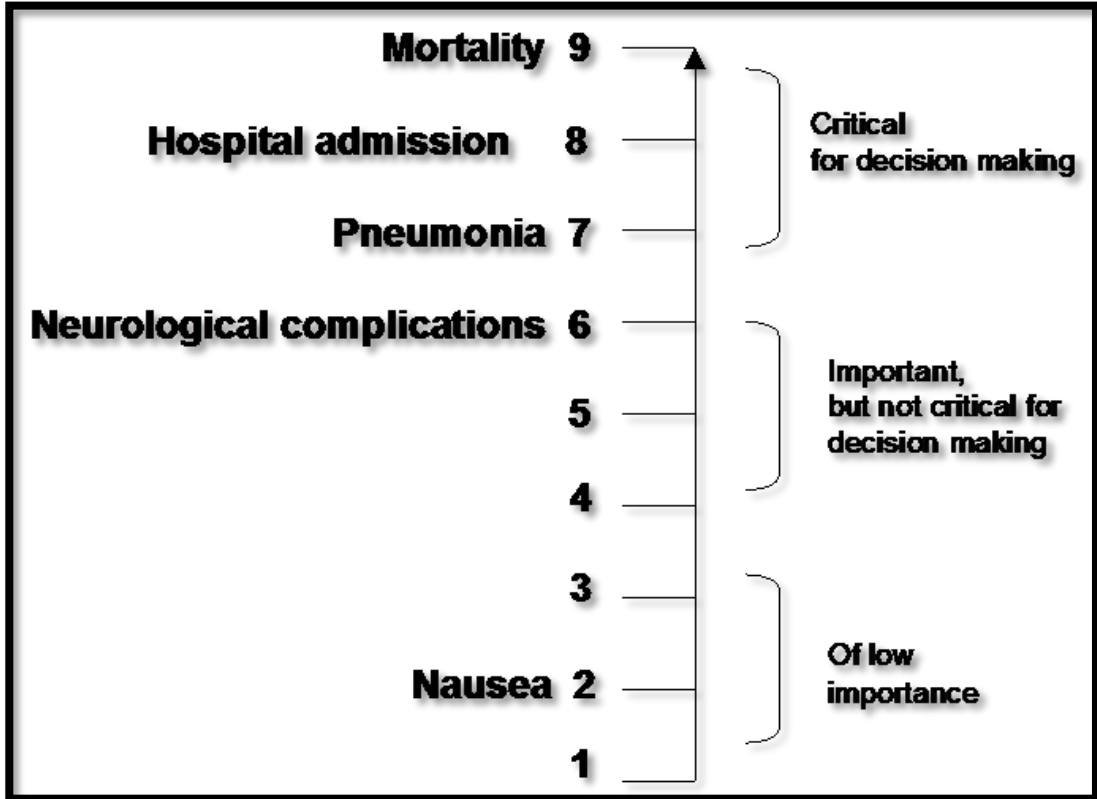 Mortality 9
Hospital admission 8
Pneumonia 7
Critical
for decision making
Neurological complications 6
5
4
Important,
but not critical for
decision making
3
Nausea 2
1
Of low
importance